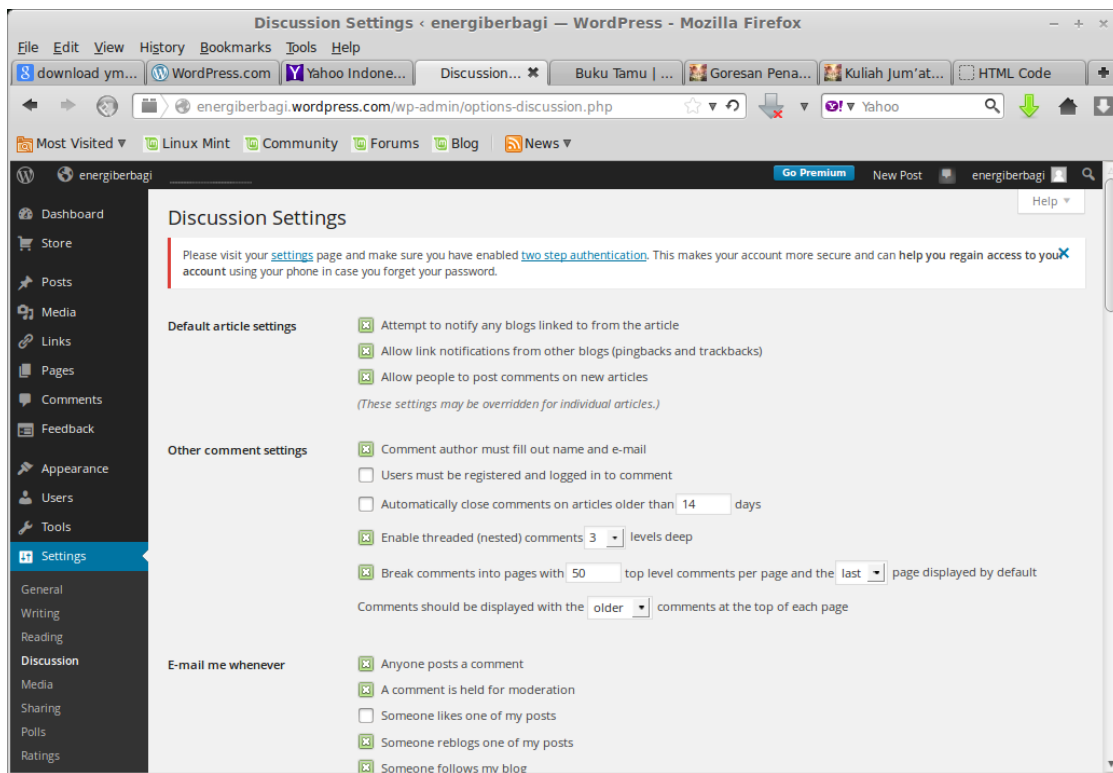 Discussion Settings ‹ energiberbagi — WordPress - Mozilla Firefox
File Edit View History Bookmarks Tools Help
download ym... WordPress.com Yahoo Indone... Discussion... Buku Tamu | ... Goresan Pena... Kuliah Jum'at... HTML Code
energiberbagi.wordpress.com/wp-admin/options-discussion.php Yahoo
Most Visited Linux Mint Community Forums Blog News
energiberbagi Go Premium New Post energiberbagi
Help
Dashboard
Store
Posts
Media
Links
Pages
Comments
Feedback
Appearance
Users
Tools
Settings
General
Writing
Reading
Discussion
Media
Sharing
Polls
Ratings
Discussion Settings
Please visit your settings page and make sure you have enabled two step authentication. This makes your account more secure and can help you regain access to your
account using your phone in case you forget your password.
Default article settings
Attempt to notify any blogs linked to from the article
Allow link notifications from other blogs (pingbacks and trackbacks)
Allow people to post comments on new articles
(These settings may be overridden for individual articles.)
Other comment settings
Comment author must fill out name and e-mail
Users must be registered and logged in to comment
Automatically close comments on articles older than 14 days
Enable threaded (nested) comments 3 levels deep
Break comments into pages with 50 top level comments per page and the last page displayed by default
Comments should be displayed with the older comments at the top of each page
E-mail me whenever
Anyone posts a comment
A comment is held for moderation
Someone likes one of my posts
Someone reblogs one of my posts
Someone follows my blog